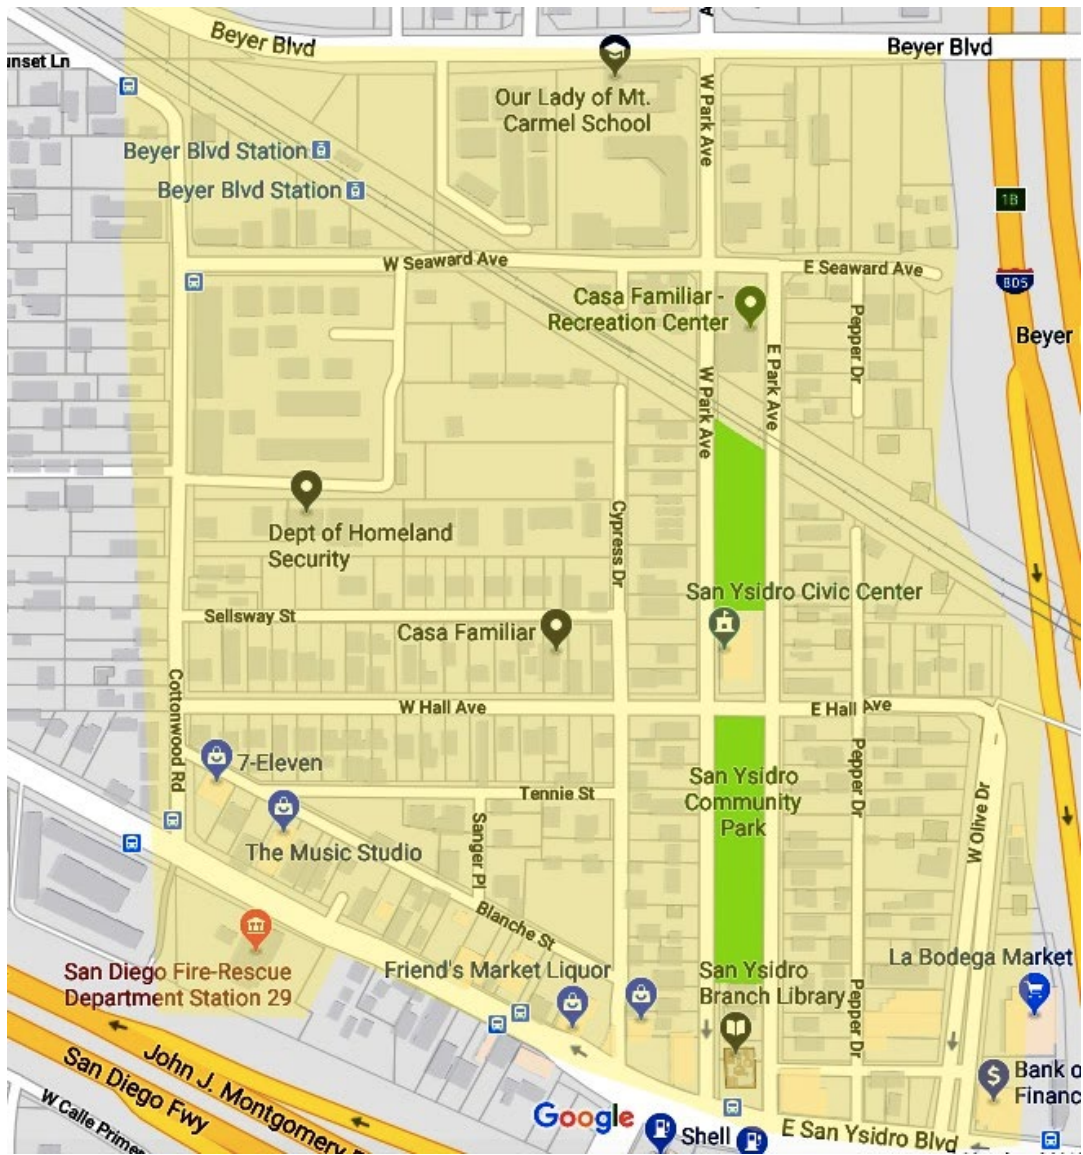 Beyer Blvd
Beyer Blvd
unset Ln
Our Lady of Mt.
Carmel School
W Park Ave
Beyer Blvd Station
Beyer Blvd Station
1B
W Seaward Ave
E Seaward Ave
805
Casa Familiar -
Recreation Center
Pepper Dr
Beyer
E Park Ave
W Park Ave
Dept of Homeland
Security
Cypress Dr
San Ysidro Civic Center
Sellsway St
Casa Familiar
Cottonwood Rd
W Hall Ave
E Hall Ave
7-Eleven
Tennie St
San Ysidro
Community
Park
Pepper Dr
W Olive Dr
The Music Studio
Sanger Pl
Blanche St
San Diego Fire-Rescue
Department Station 29
Friend's Market Liquor
San Ysidro
Branch Library
La Bodega Market
Pepper Dr
John J. Montgomery
San Diego Fwy
W Calle Prime
$
Bank o
Financ
Google
Shell
E San Ysidro Blvd